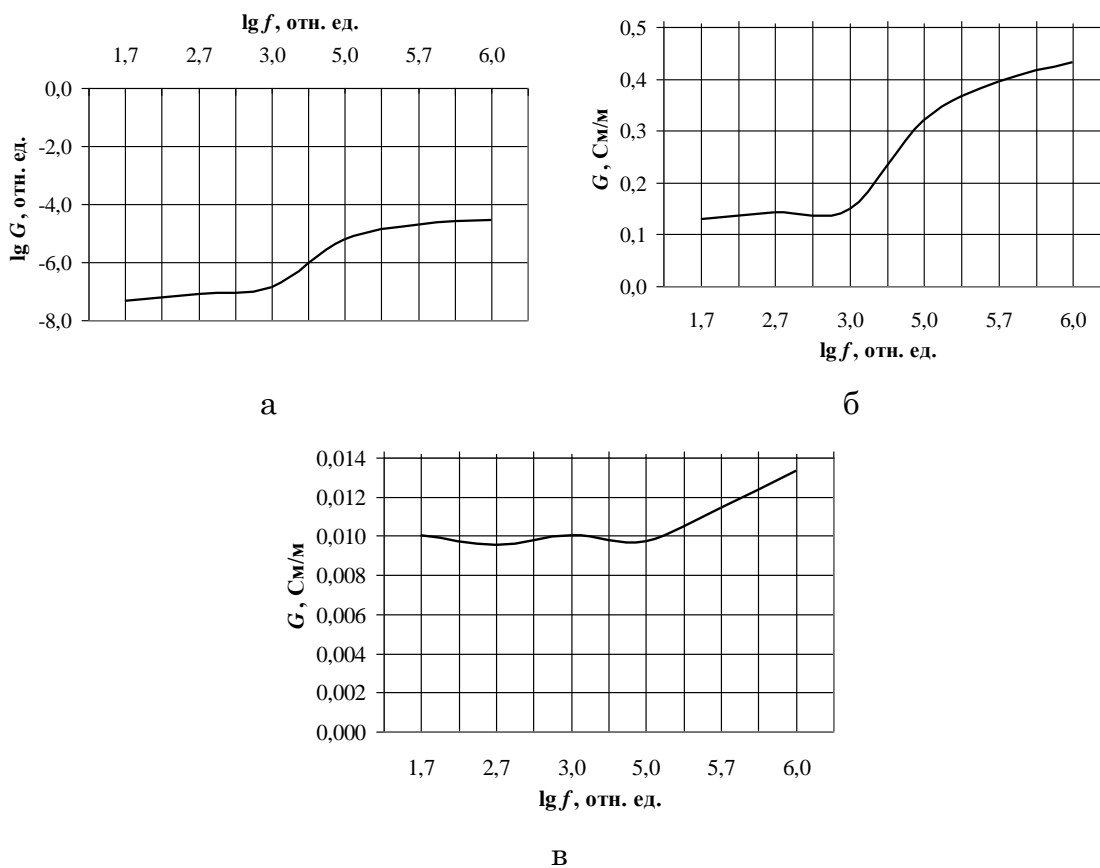 lg f, отн. ед.
1,7 2,7 3,0 5,0 5,7 6,0
0,0
-2,0
-4,0
-6,0
-8,0
lg G, отн. ед.
а
0,5
0,4
0,3
0,2
0,1
0,0
G, См/м
1,7 2,7 3,0 5,0 5,7 6,0
lg f, отн. ед.
б
0,014
0,012
0,010
0,008
0,006
0,004
0,002
0,000
G, См/м
1,7 2,7 3,0 5,0 5,7 6,0
lg f, отн. ед.
в